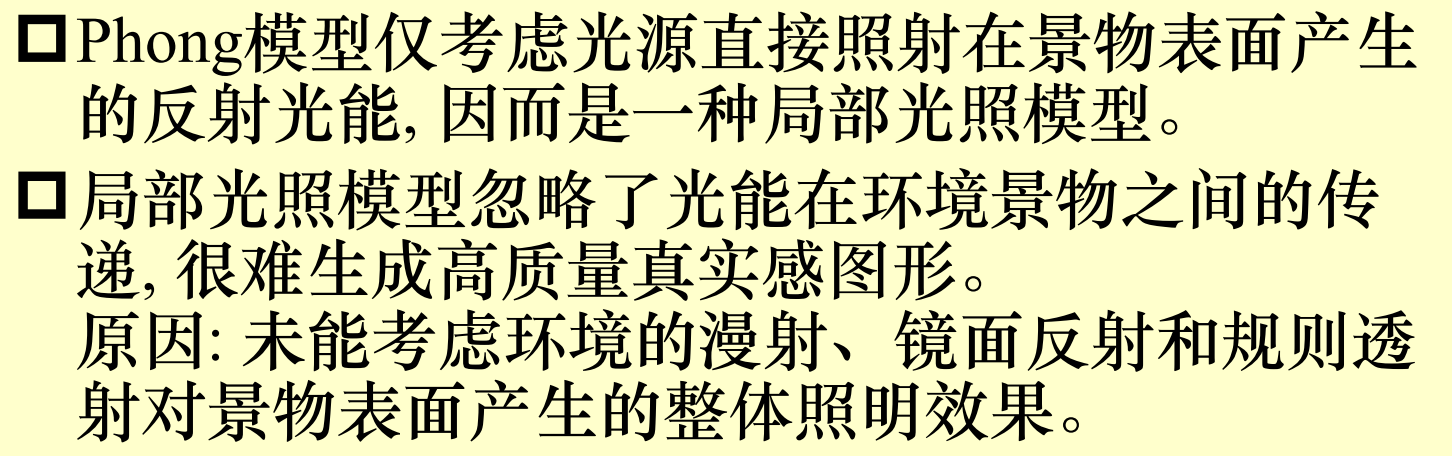 Phong模型仅考虑光源直接照射在景物表面产生
的反射光能, 因而是一种局部光照模型。
局部光照模型忽略了光能在环境景物之间的传
递, 很难生成高质量真实感图形。
原因: 未能考虑环境的漫射、镜面反射和规则透
射对景物表面产生的整体照明效果。